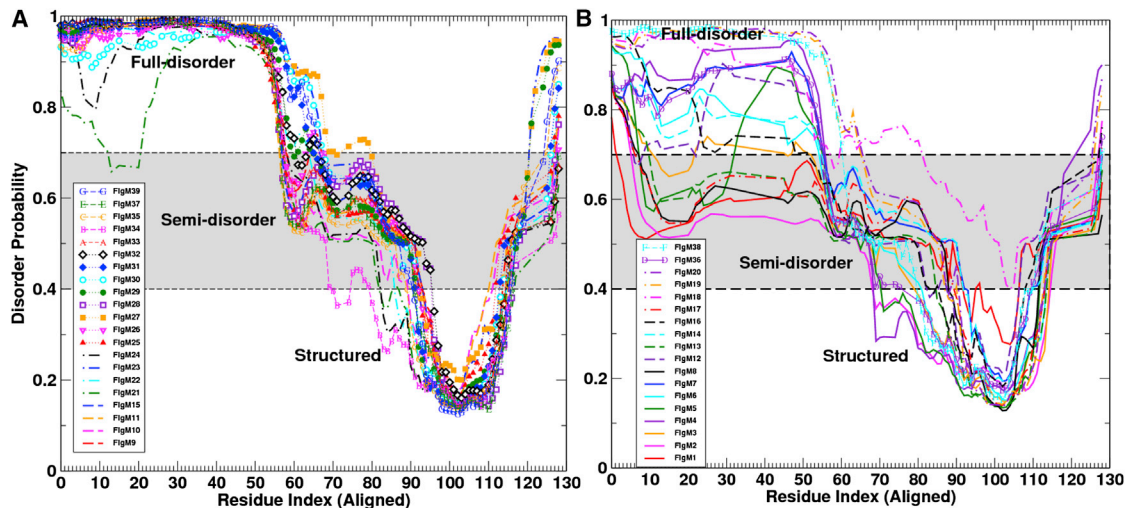 A
B
Disorder Probability
1
0.8
0.6
0.4
0.2
0
Full-disorder
Semi-disorder
Structured
FlgM39
FlgM37
FlgM35
FlgM34
FlgM33
FlgM32
FlgM31
FlgM30
FlgM29
FlgM28
FlgM27
FlgM26
FlgM25
FlgM24
FlgM23
FlgM22
FlgM21
FlgM15
FlgM11
FlgM10
FlgM9
0 10 20 30 40 50 60 70 80 90 100 110 120 130
Residue Index (Aligned)
1
0.8
0.6
0.4
0.2
0
Full-disorder
Semi-disorder
Structured
FlgM38
FlgM36
FlgM20
FlgM19
FlgM18
FlgM17
FlgM16
FlgM14
FlgM13
FlgM12
FlgM8
FlgM7
FlgM6
FlgM5
FlgM4
FlgM3
FlgM2
FlgM1
0 10 20 30 40 50 60 70 80 90 100 110 120 130
Residue Index (Aligned)